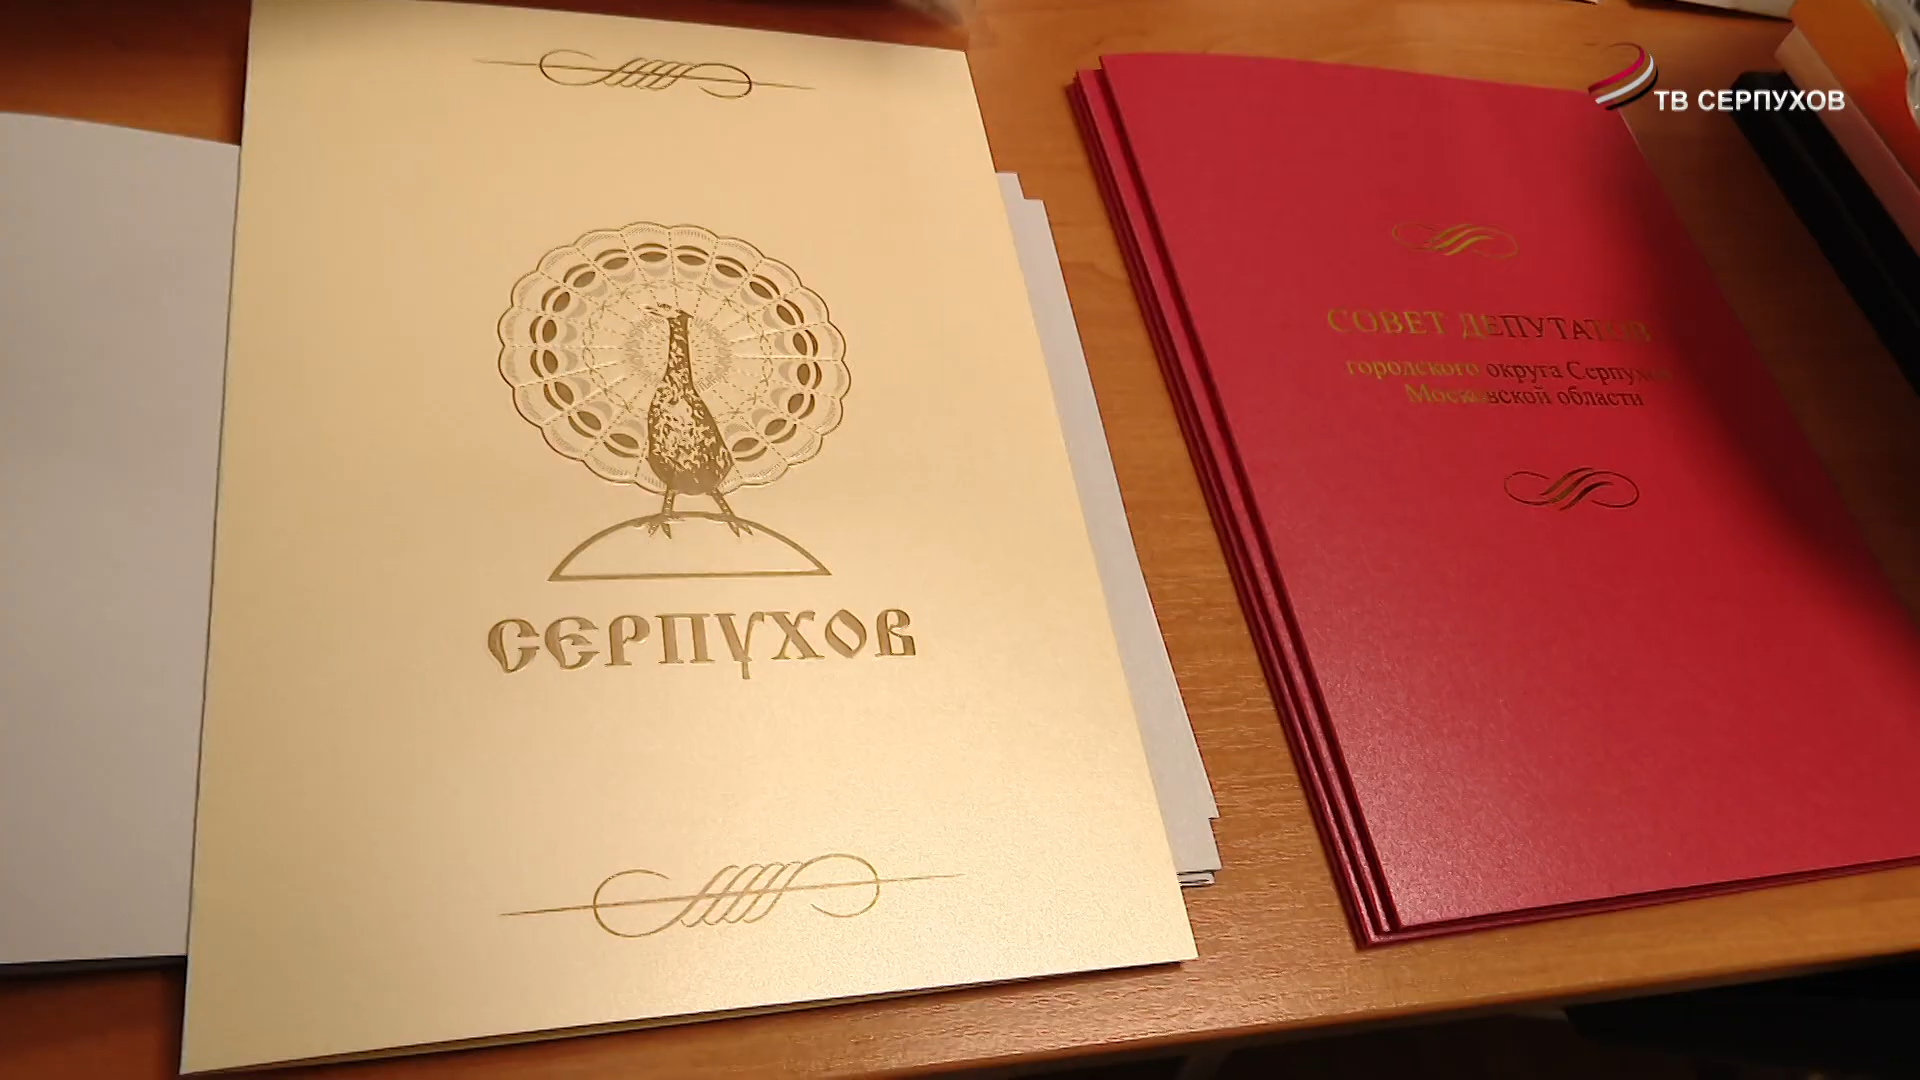 ТВ СЕРПУХОВ
СЕРПУХОВ
СОВЕТ ДЕПУТАТОВ
городского округа Серпухов
Московской области